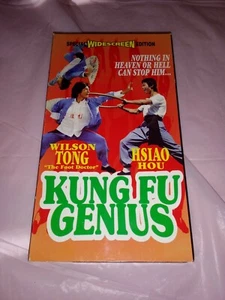 SPECIAL WIDESCREEN EDITION
NOTHING IN
HEAVEN OR HELL
CAN STOP HIM...
WILSON
TONG
"The Foot Doctor"
HSIAO
HOU
KUNG FU
GENIUS